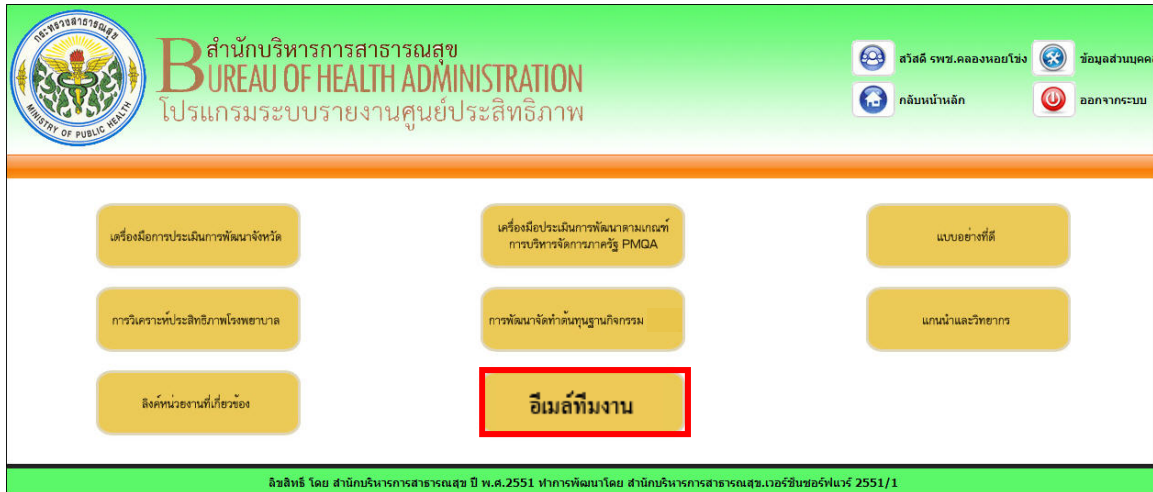 กระทรวงสาธารณสุข
MINISTRY OF PUBLIC HEALTH
สำนักบริหารการสาธารณสุข
BUREAU OF HEALTH ADMINISTRATION
โปรแกรมระบบรายงานศูนย์ประสิทธิภาพ
สวัสดี รพช.คลองหอยโข่ง
ข้อมูลส่วนบุคคล
กลับหน้าหลัก
ออกจากระบบ
เครื่องมือการประเมินการพัฒนาจังหวัด
เครื่องมือประเมินการพัฒนาตามเกณฑ์
การบริหารจัดการภาครัฐ PMQA
แบบอย่างที่ดี
การวิเคราะห์ประสิทธิภาพโรงพยาบาล
การพัฒนาจัดทำต้นทุนฐานกิจกรรม
แกนนำและวิทยากร
ลิงค์หน่วยงานที่เกี่ยวข้อง
อีเมล์ทีมงาน
ลิขสิทธิ์ โดย สำนักบริหารการสาธารณสุข ปี พ.ศ.2551 ทำการพัฒนาโดย สำนักบริหารการสาธารณสุข.เวอร์ชันซอร์ฟแวร์ 2551/1